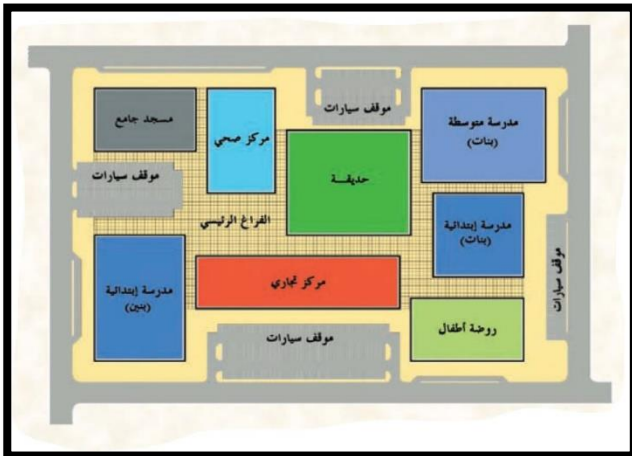 موقف سيارات
مدرسة متوسطة
(بنات)
مركز صحي
مسجد جامع
حديقـــة
موقف سيارات
الفراغ الرئيسي
مدرسة إبتدائية
(بنات)
موقف سيارات
مركز تجاري
مدرسة إبتدائية
(بنين)
روضة أطفال
موقف سيارات